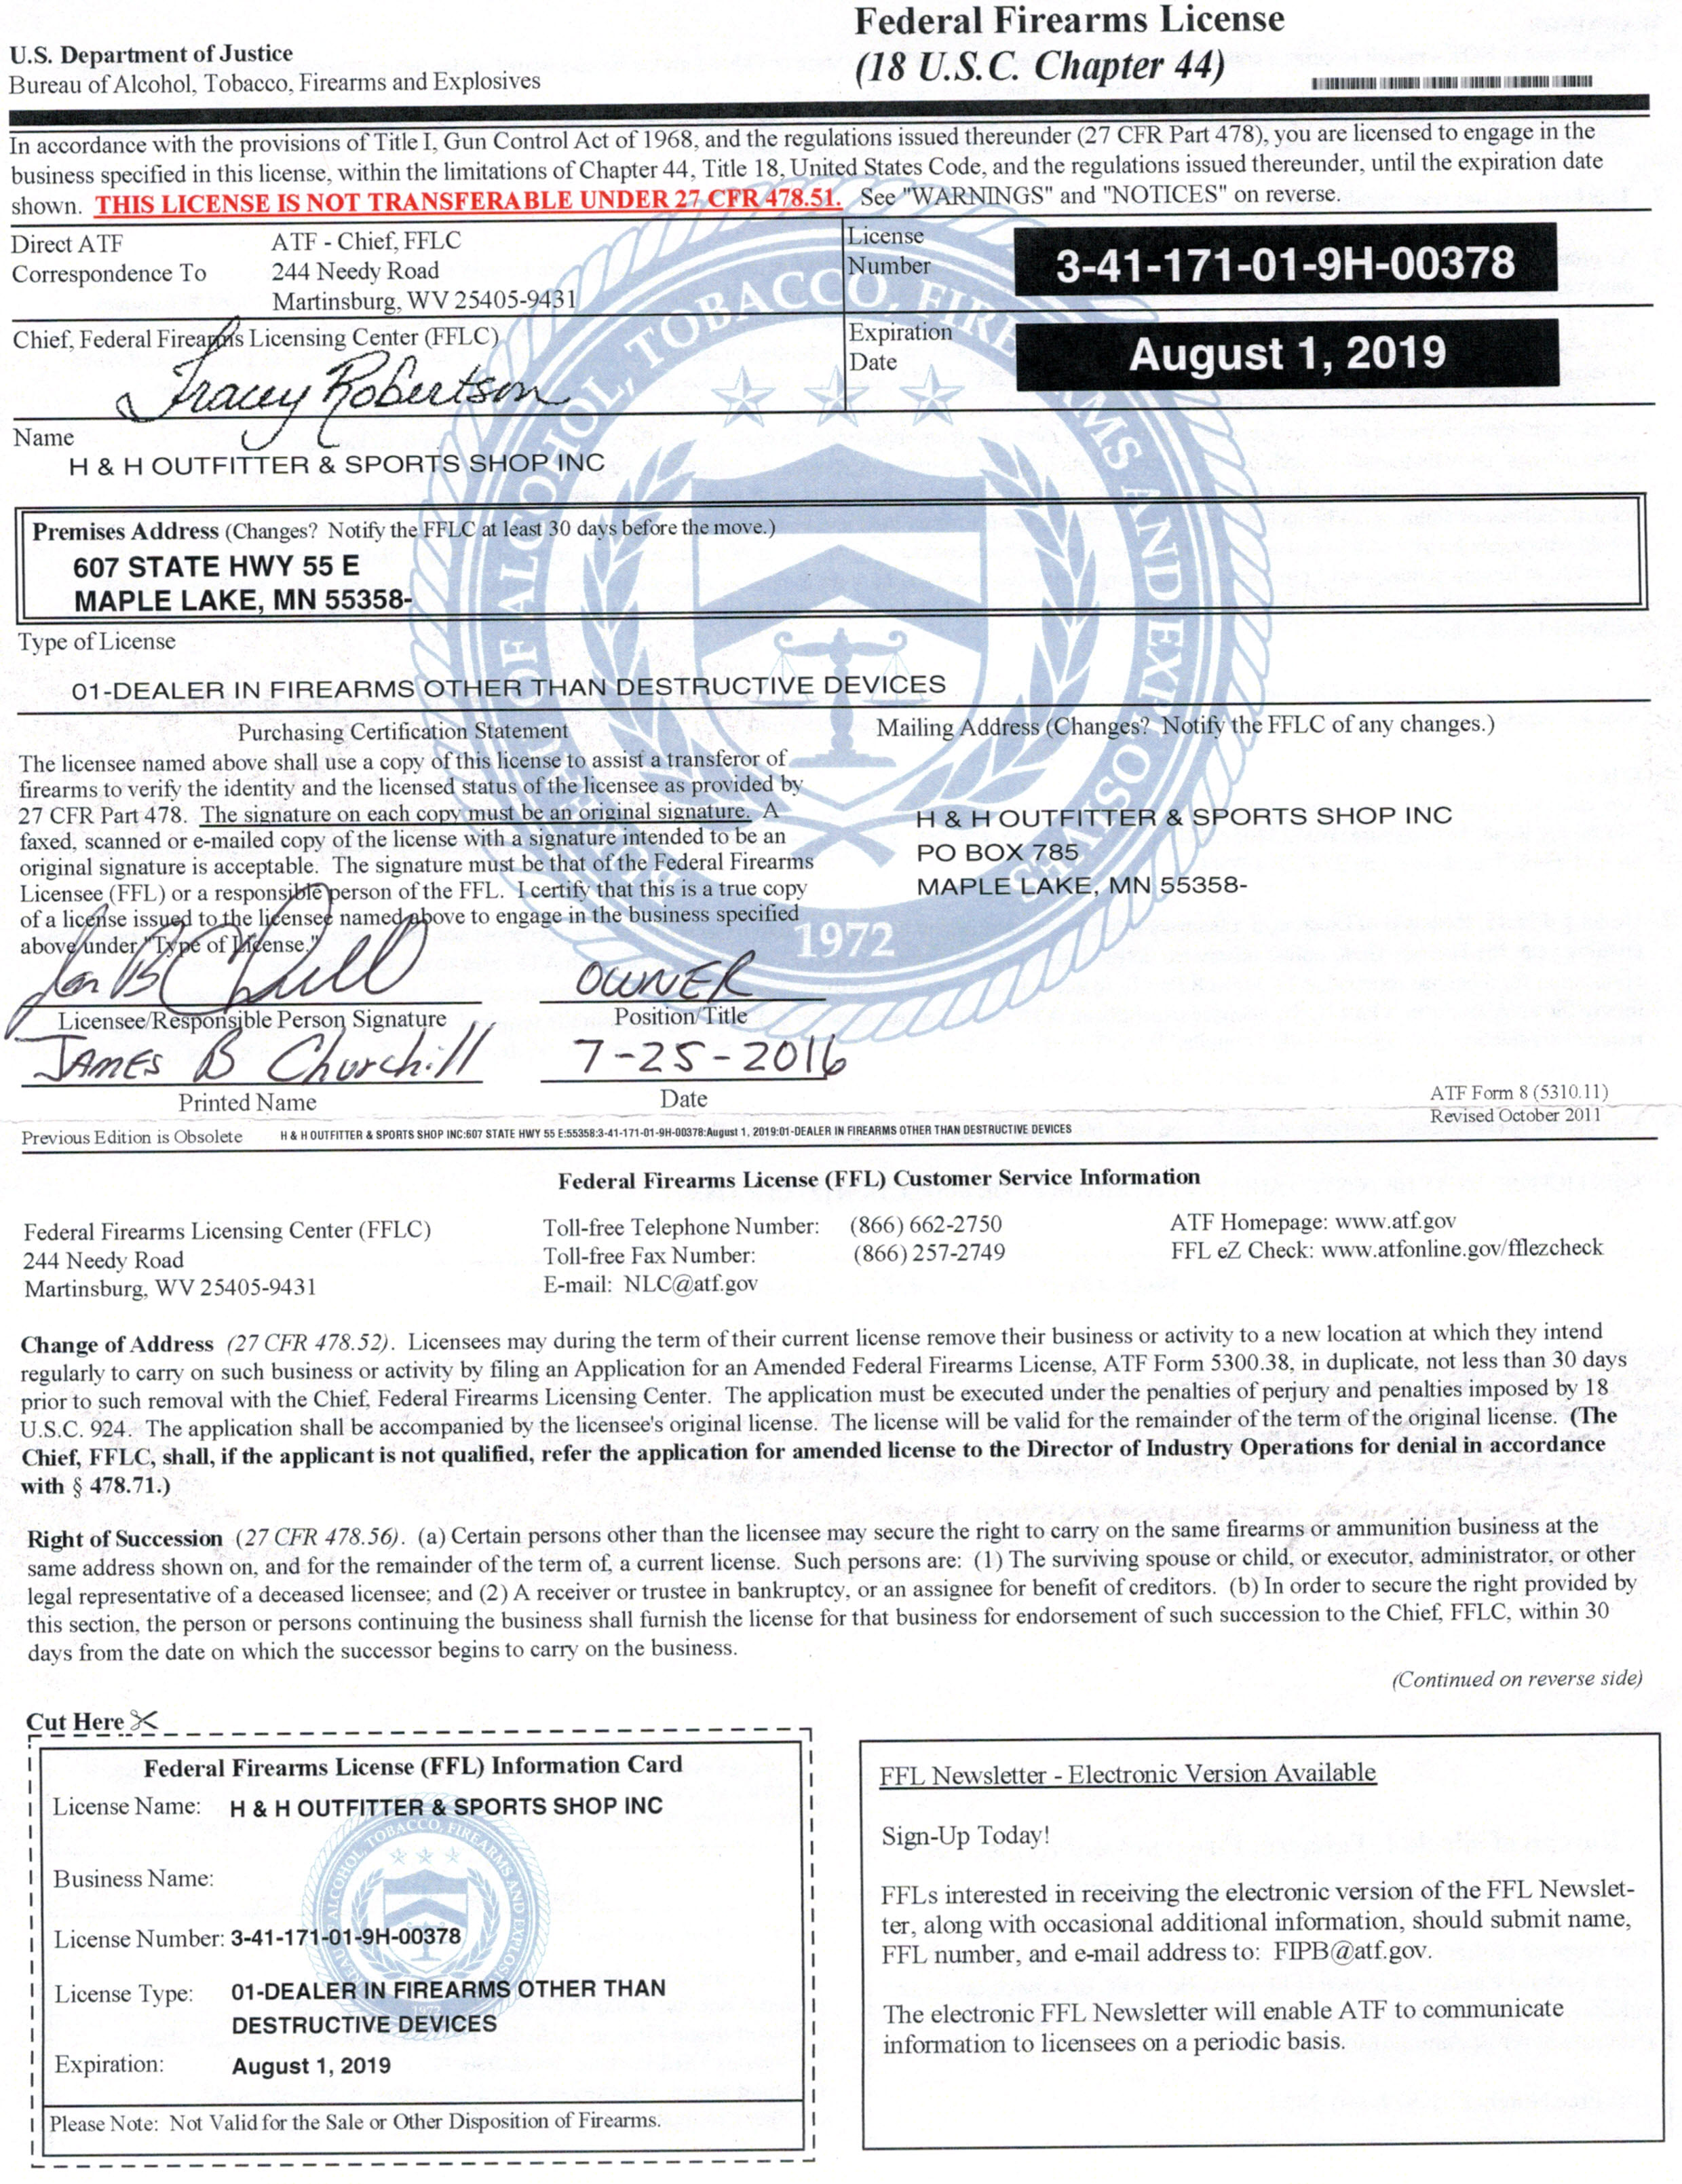 U.S. Department of Justice
Bureau of Alcohol, Tobacco, Firearms and Explosives
Federal Firearms License
(18 U.S.C. Chapter 44)
In accordance with the provisions of Title I, Gun Control Act of 1968, and the regulations issued thereunder (27 CFR Part 478), you are licensed to engage in the
business specified in this license, within the limitations of Chapter 44, Title 18, United States Code, and the regulations issued thereunder, until the expiration date
shown. THIS LICENSE IS NOT TRANSFERABLE UNDER 27 CFR 478.51. See "WARNINGS" and "NOTICES" on reverse.
Direct ATF
Correspondence To
ATF - Chief, FFLC
244 Needy Road
Martinsburg, WV 25405-9431
License
Number
3-41-171-01-9H-00378
Chief, Federal Firearms Licensing Center (FFLC)
Tracey Robertson
Expiration
Date
August 1, 2019
Name
H & H OUTFITTER & SPORTS SHOP INC
Premises Address (Changes? Notify the FFLC at least 30 days before the move.)
607 STATE HWY 55 E
MAPLE LAKE, MN 55358-
Type of License
01-DEALER IN FIREARMS OTHER THAN DESTRUCTIVE DEVICES
Purchasing Certification Statement
The licensee named above shall use a copy of this license to assist a transferor of
firearms to verify the identity and the licensed status of the licensee as provided by
27 CFR Part 478. The signature on each copy must be an original signature. A
faxed, scanned or e-mailed copy of the license with a signature intended to be an
original signature is acceptable. The signature must be that of the Federal Firearms
Licensee (FFL) or a responsible person of the FFL. I certify that this is a true copy
of a license issued to the licensee named above to engage in the business specified
above under "Type of License."
Mailing Address (Changes? Notify the FFLC of any changes.)
H & H OUTFITTER & SPORTS SHOP INC
PO BOX 785
MAPLE LAKE, MN 55358-
1972
OWNER
Licensee/Responsible Person Signature
Position/Title
JAMES B Churchill
7-25-2016
Printed Name
Date
ATF Form 8 (5310.11)
Revised October 2011
Previous Edition is Obsolete
H & H OUTFITTER & SPORTS SHOP INC:607 STATE HWY 55 E:55358:3-41-171-01-9H-00378:August 1, 2019:01-DEALER IN FIREARMS OTHER THAN DESTRUCTIVE DEVICES
Federal Firearms License (FFL) Customer Service Information
Federal Firearms Licensing Center (FFLC)
244 Needy Road
Martinsburg, WV 25405-9431
Toll-free Telephone Number: (866) 662-2750
Toll-free Fax Number: (866) 257-2749
E-mail: NLC@atf.gov
ATF Homepage: www.atf.gov
FFL eZ Check: www.atfonline.gov/fflezcheck
Change of Address (27 CFR 478.52). Licensees may during the term of their current license remove their business or activity to a new location at which they intend
regularly to carry on such business or activity by filing an Application for an Amended Federal Firearms License, ATF Form 5300.38, in duplicate, not less than 30 days
prior to such removal with the Chief, Federal Firearms Licensing Center. The application must be executed under the penalties of perjury and penalties imposed by 18
U.S.C. 924. The application shall be accompanied by the licensee's original license. The license will be valid for the remainder of the term of the original license. (The
Chief, FFLC, shall, if the applicant is not qualified, refer the application for amended license to the Director of Industry Operations for denial in accordance
with § 478.71.)
Right of Succession (27 CFR 478.56). (a) Certain persons other than the licensee may secure the right to carry on the same firearms or ammunition business at the
same address shown on, and for the remainder of the term of, a current license. Such persons are: (1) The surviving spouse or child, or executor, administrator, or other
legal representative of a deceased licensee; and (2) A receiver or trustee in bankruptcy, or an assignee for benefit of creditors. (b) In order to secure the right provided by
this section, the person or persons continuing the business shall furnish the license for that business for endorsement of such succession to the Chief, FFLC, within 30
days from the date on which the successor begins to carry on the business.
(Continued on reverse side)
Cut Here
Federal Firearms License (FFL) Information Card
License Name: H & H OUTFITTER & SPORTS SHOP INC
Business Name:
License Number: 3-41-171-01-9H-00378
License Type: 01-DEALER IN FIREARMS OTHER THAN
DESTRUCTIVE DEVICES
Expiration: August 1, 2019
Please Note: Not Valid for the Sale or Other Disposition of Firearms.
FFL Newsletter - Electronic Version Available
Sign-Up Today!
FFLs interested in receiving the electronic version of the FFL Newslet-
ter, along with occasional additional information, should submit name,
FFL number, and e-mail address to: FIPB@atf.gov.
The electronic FFL Newsletter will enable ATF to communicate
information to licensees on a periodic basis.